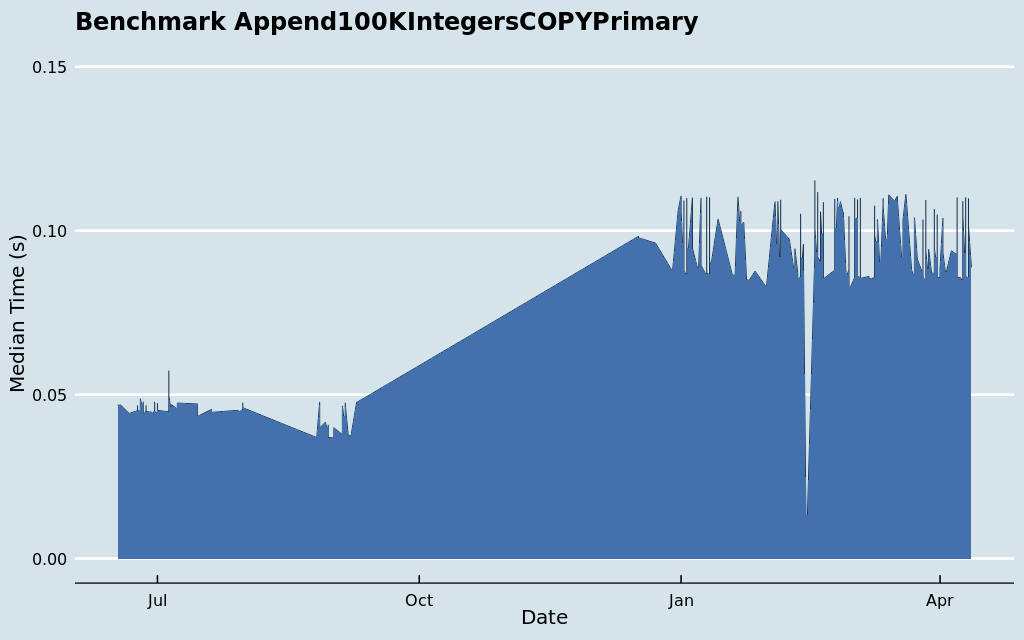 Benchmark Append100KIntegersCOPYPrimary
0.15
0.10
0.05
0.00
Median Time (s)
Jul
Oct
Jan
Apr
Date